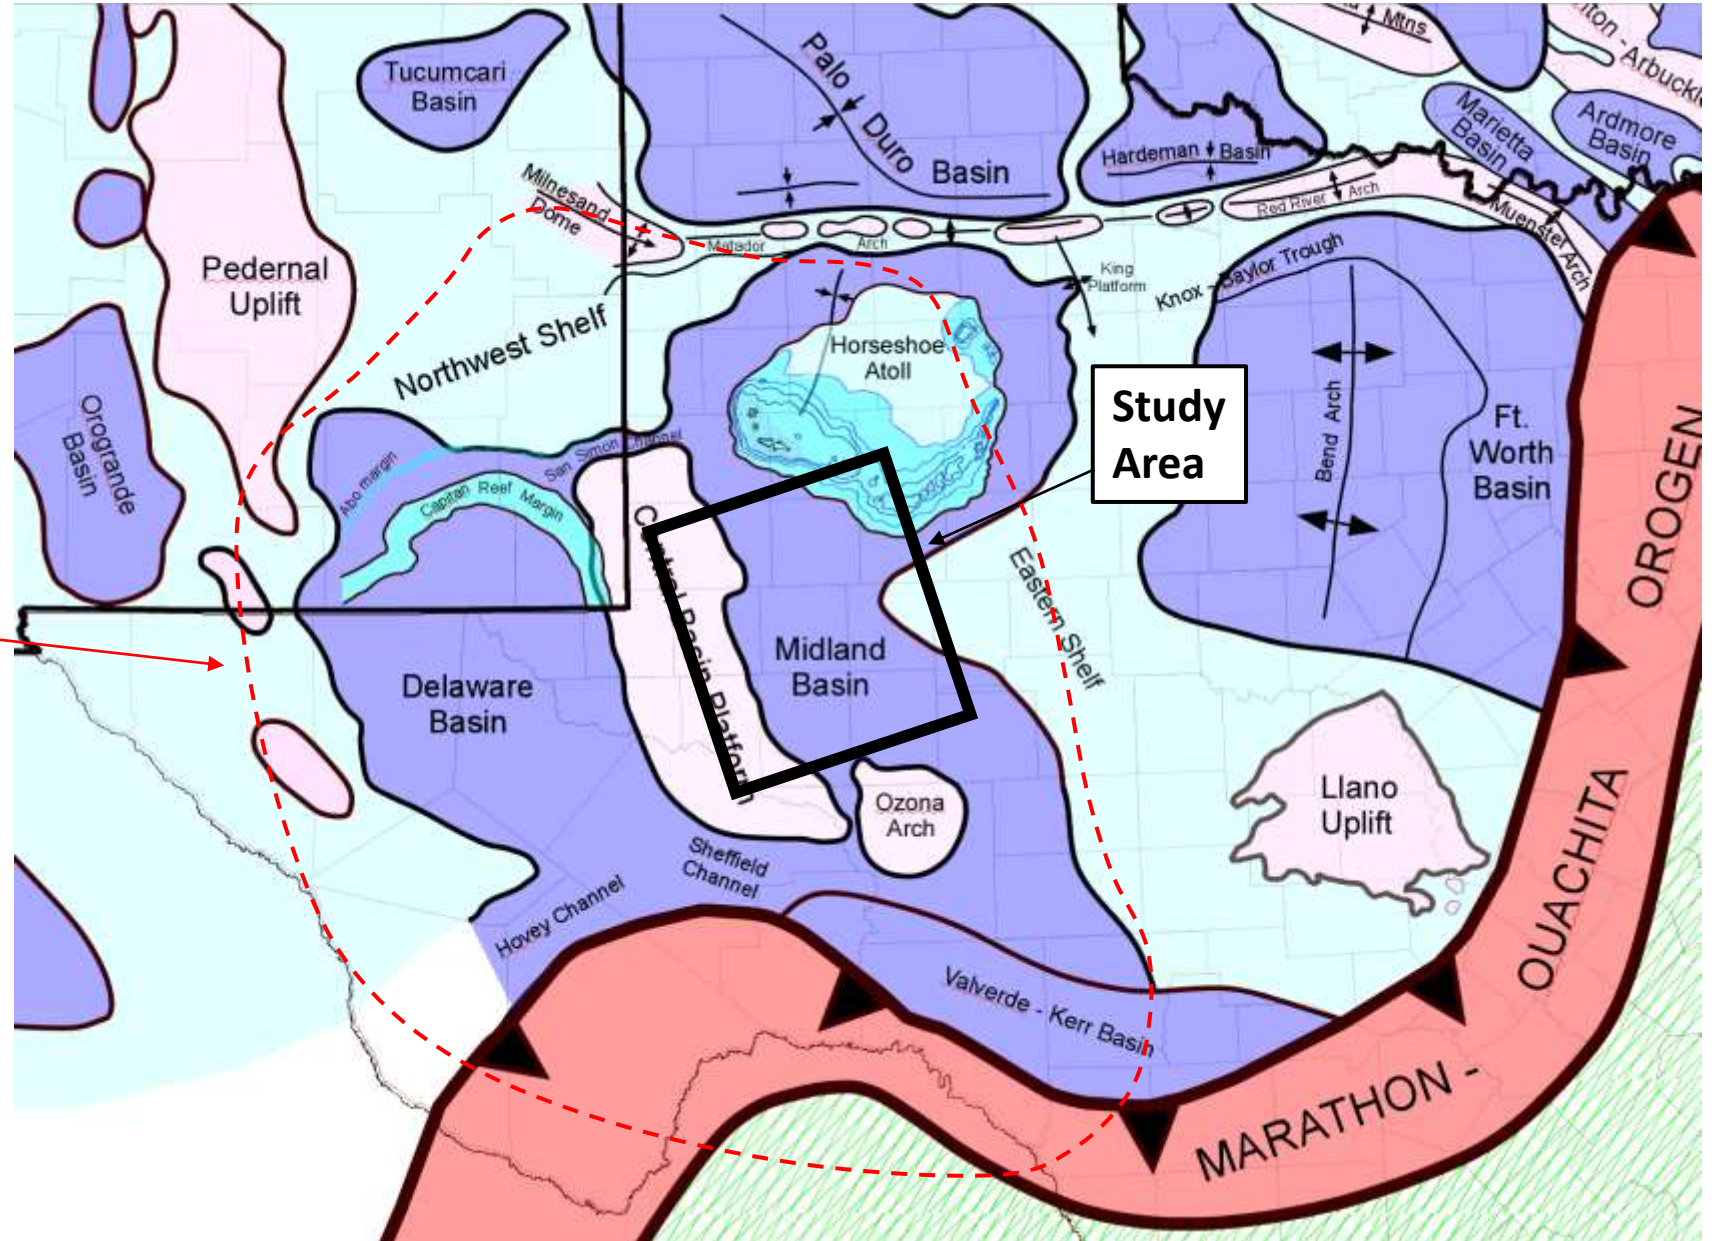 Mtns
Arbuckle
Tucumcari
Basin
Palo Duro
Basin
Marietta
Basin
Ardmore
Basin
Hardeman Basin
Milnesand
Dome
Red River Arch
Muenster Arch
Matador Arch
King
Platform
Knox - Baylor Trough
Pedernal
Uplift
Northwest Shelf
Horseshoe
Atoll
Study
Area
Bend Arch
Ft.
Worth
Basin
Orogrande
Basin
Abo margin
Capitan Reef Margin
San Simon Channel
Central Basin Platform
Midland
Basin
Eastern Shelf
Delaware
Basin
Llano
Uplift
Ozona
Arch
Sheffield
Channel
Hovey Channel
Valverde - Kerr Basin
MARATHON -
OUACHITA
OROGEN